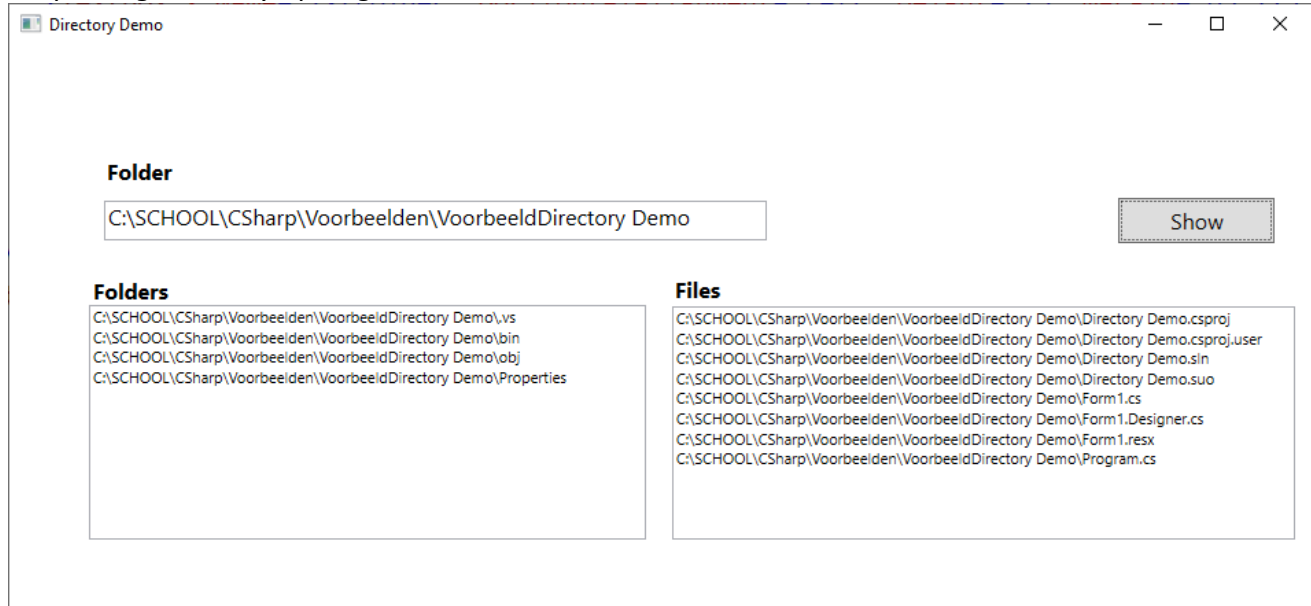 Directory Demo
Folder
C:\SCHOOL\CSharp\Voorbeelden\VoorbeeldDirectory Demo
Show
Folders
C:\SCHOOL\CSharp\Voorbeelden\VoorbeeldDirectory Demo\.vs
C:\SCHOOL\CSharp\Voorbeelden\VoorbeeldDirectory Demo\bin
C:\SCHOOL\CSharp\Voorbeelden\VoorbeeldDirectory Demo\obj
C:\SCHOOL\CSharp\Voorbeelden\VoorbeeldDirectory Demo\Properties
Files
C:\SCHOOL\CSharp\Voorbeelden\VoorbeeldDirectory Demo\Directory Demo.csproj
C:\SCHOOL\CSharp\Voorbeelden\VoorbeeldDirectory Demo\Directory Demo.csproj.user
C:\SCHOOL\CSharp\Voorbeelden\VoorbeeldDirectory Demo\Directory Demo.sln
C:\SCHOOL\CSharp\Voorbeelden\VoorbeeldDirectory Demo\Directory Demo.suo
C:\SCHOOL\CSharp\Voorbeelden\VoorbeeldDirectory Demo\Form1.cs
C:\SCHOOL\CSharp\Voorbeelden\VoorbeeldDirectory Demo\Form1.Designer.cs
C:\SCHOOL\CSharp\Voorbeelden\VoorbeeldDirectory Demo\Form1.resx
C:\SCHOOL\CSharp\Voorbeelden\VoorbeeldDirectory Demo\Program.cs